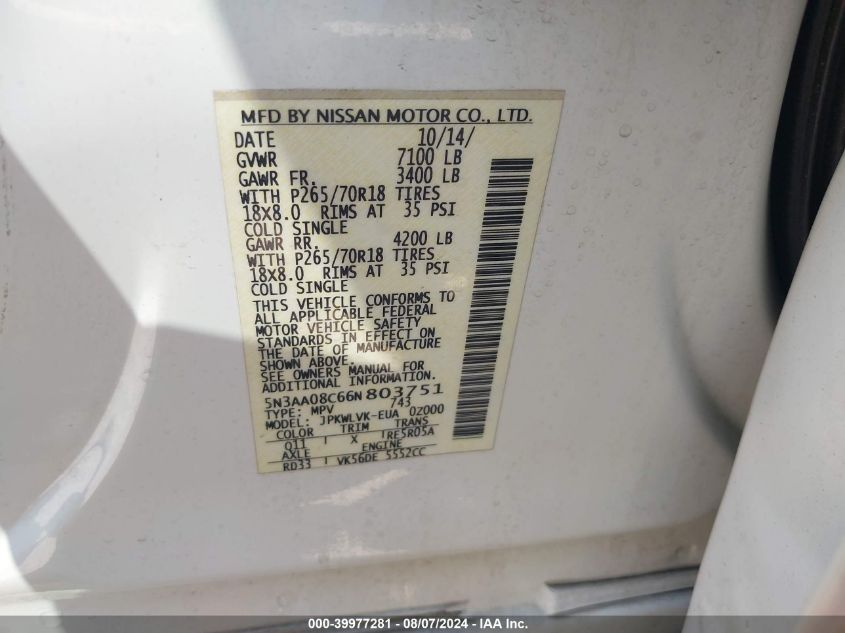 MFD BY NISSAN MOTOR CO., LTD.
DATE 10/14/
GVWR 7100 LB
GAWR FR. 3400 LB
WITH P265/70R18 TIRES
18X8.0 RIMS AT 35 PSI
COLD SINGLE
GAWR RR. 4200 LB
WITH P265/70R18 TIRES
18X8.0 RIMS AT 35 PSI
COLD SINGLE
THIS VEHICLE CONFORMS TO
ALL APPLICABLE FEDERAL
MOTOR VEHICLE SAFETY
STANDARDS IN EFFECT ON
THE DATE OF MANUFACTURE
SHOWN ABOVE.
SEE OWNERS MANUAL FOR
ADDITIONAL INFORMATION.
5N3AA08C66N803751
TYPE: MPV 743
MODEL: JPKWLVK-EUA 0Z000
COLOR TRIM TRANS
Q11 X RE5R05A
AXLE ENGINE
RD33 VK56DE 5552CC
000-39977281 - 08/07/2024 - IAA Inc.